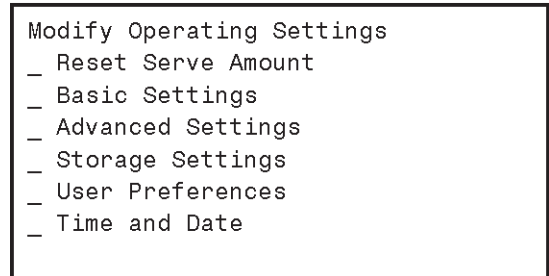 Modify Operating Settings
_ Reset Serve Amount
_ Basic Settings
_ Advanced Settings
_ Storage Settings
_ User Preferences
_ Time and Date